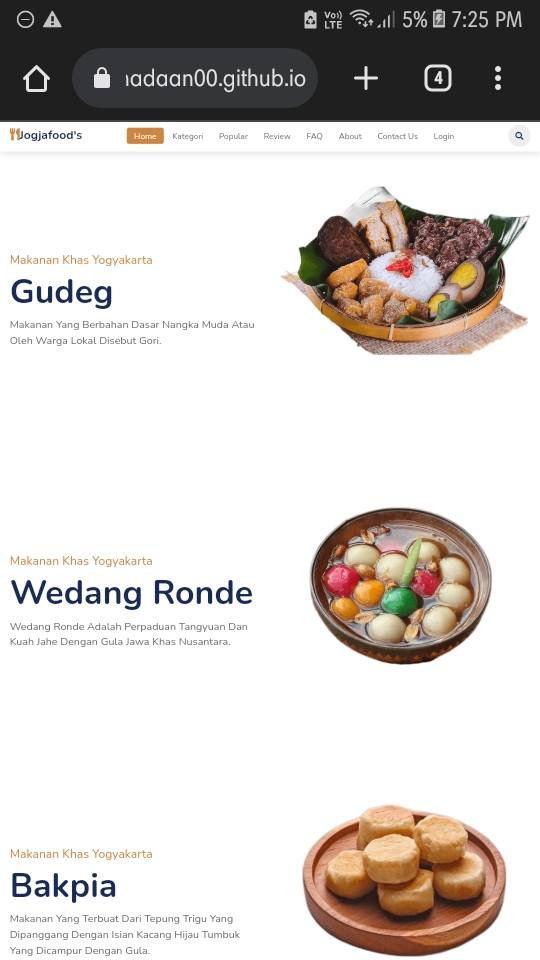 Vo))
LTE
5%
7:25 PM
adaan00.github.io
4
Jogjafood's
Home
Kategori
Popular
Review
FAQ
About
Contact Us
Login
Makanan Khas Yogyakarta
Gudeg
Makanan Yang Berbahan Dasar Nangka Muda Atau
Oleh Warga Lokal Disebut Gori.
Makanan Khas Yogyakarta
Wedang Ronde
Wedang Ronde Adalah Perpaduan Tangyuan Dan
Kuah Jahe Dengan Gula Jawa Khas Nusantara.
Makanan Khas Yogyakarta
Bakpia
Makanan Yang Terbuat Dari Tepung Trigu Yang
Dipanggang Dengan Isian Kacang Hijau Tumbuk
Yang Dicampur Dengan Gula.